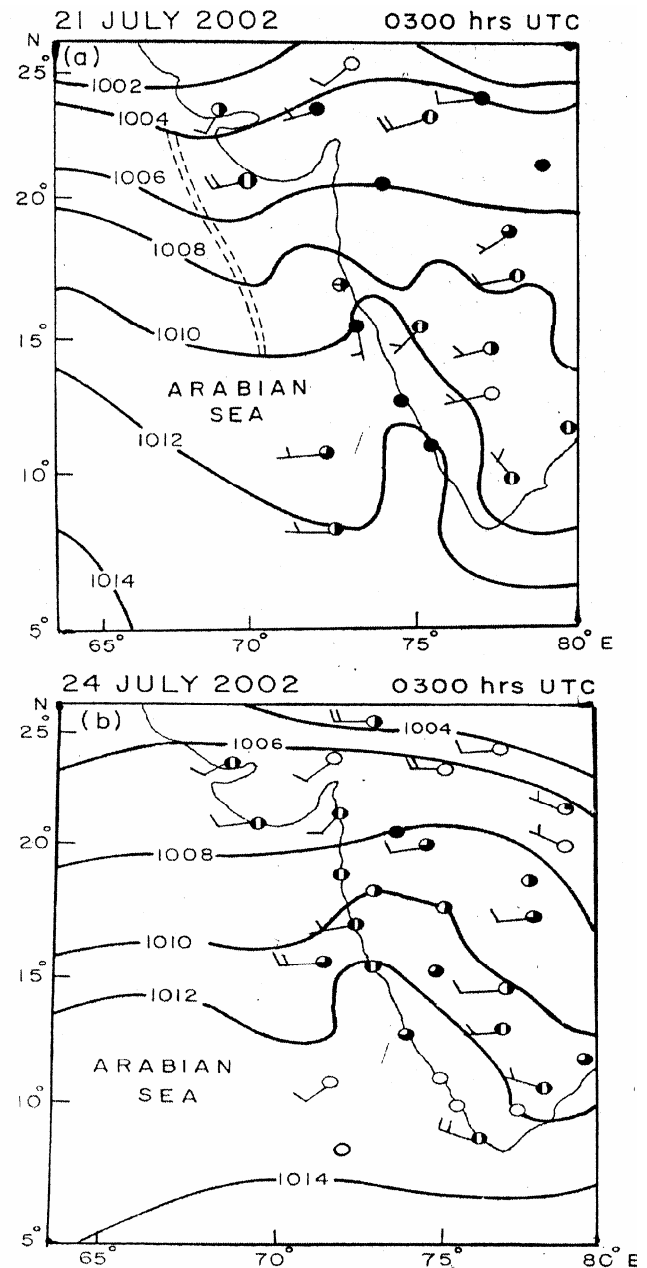 21 JULY 2002 0300 hrs UTC
N (a)
25°
1002
1004
1006
20°
1008
1010
15°
ARABIAN
SEA
1012
10°
1014
5°
65° 70° 75° 80° E
24 JULY 2002 0300 hrs UTC
N (b)
25°
1004
1006
20°
1008
1010
15°
1012
ARABIAN
SEA
10°
1014
5°
65° 70° 75° 80° E